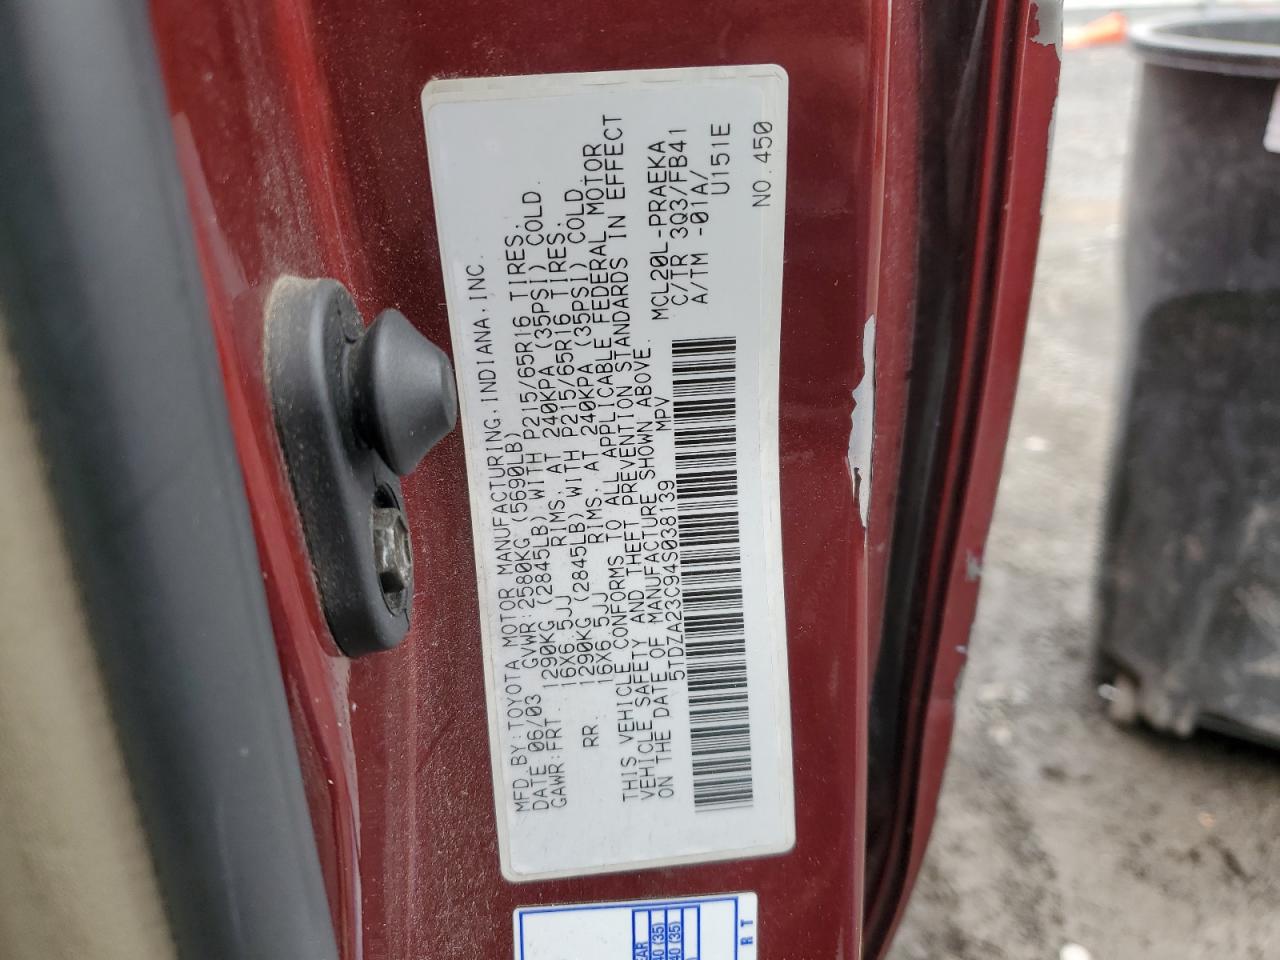 MFD.BY:TOYOTA MOTOR MANUFACTURING,INDIANA,INC.
DATE 06/03 GVWR:2580KG(5690LB)
GAWR:FRT 1290KG(2845LB)WITH P215/65R16 TIRES,
16X6.5JJ RIMS, AT 240KPA(35PSI)COLD.
RR. 1290KG(2845LB)WITH P215/65R16 TIRES,
16X6.5JJ RIMS, AT 240KPA(35PSI)COLD
THIS VEHICLE CONFORMS TO ALL APPLICABLE FEDERAL MOTOR
VEHICLE SAFETY AND THEFT PREVENTION STANDARDS IN EFFECT
ON THE DATE OF MANUFACTURE SHOWN ABOVE.
5TDZA23C94S038139 MPV
MCL20L-PRAEKA
C/TR 3Q3/FB41
A/TM -01A/
U151E
NO.450
40(35)
40(35)
R T